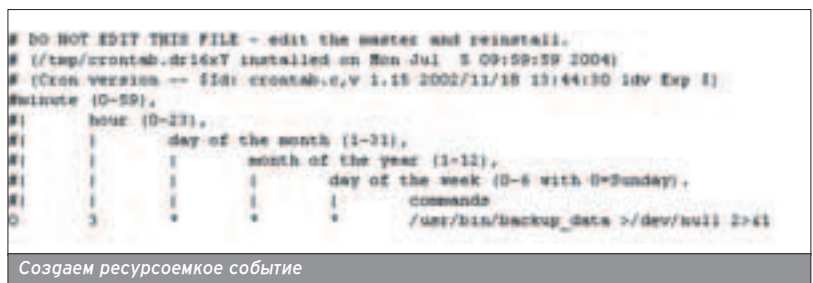 # DO NOT EDIT THIS FILE - edit the master and reinstall.
# (/tmp/crontab.dr16xT installed on Mon Jul  5 09:59:59 2004)
# (Cron version -- $Id: crontab.c,v 1.15 2002/11/18 13:44:30 ldv Exp $)
#minute (0-59),
#|      hour (0-23),
#|      |       day of the month (1-31),
#|      |       |       month of the year (1-12),
#|      |       |       |       day of the week (0-6 with 0=Sunday).
#|      |       |       |       |       commands
0       3       *       *       *       /usr/bin/backup_data >/dev/null 2>&1
Создаем ресурсоемкое событие